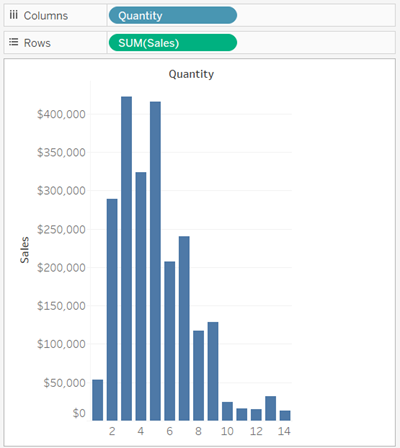 Columns Quantity
Rows SUM(Sales)
Quantity
$400,000
$350,000
$300,000
$250,000
$200,000
$150,000
$100,000
$50,000
$0
Sales
2 4 6 8 10 12 14